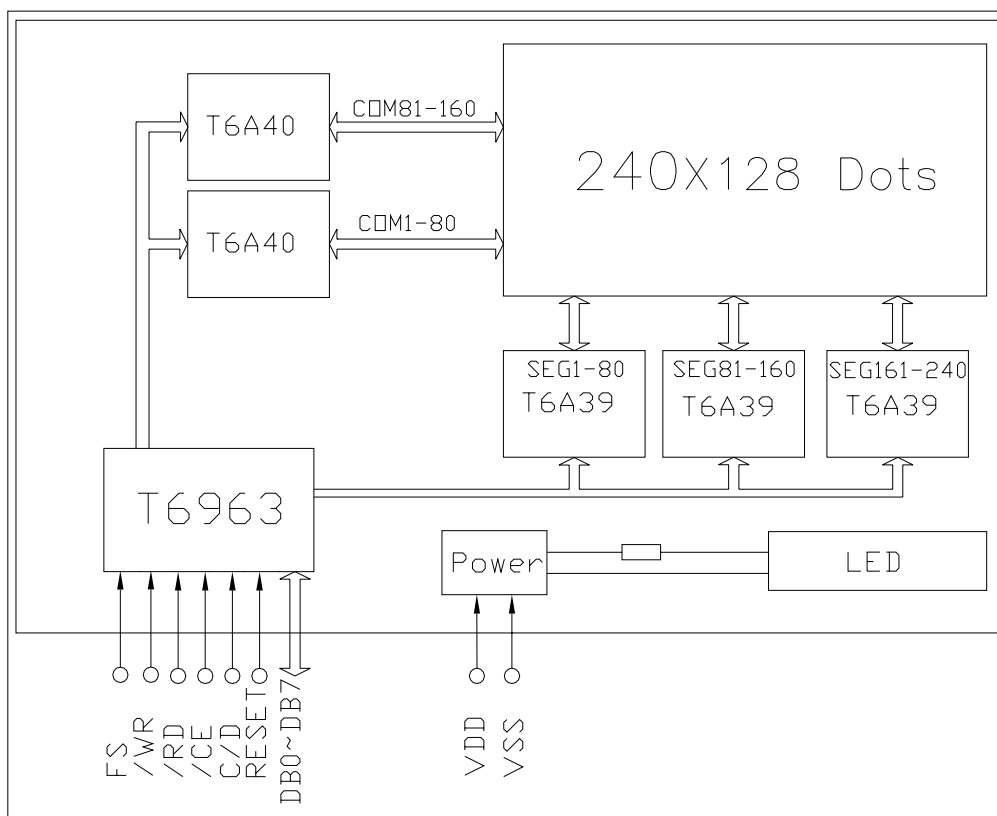 T6A40
COM81-160
240X128 Dots
T6A40
COM1-80
SEG1-80
T6A39
SEG81-160
T6A39
SEG161-240
T6A39
T6963
Power
LED
FS
/WR
/RD
/CE
C/D
RESET
DB0~DB7
VDD
VSS